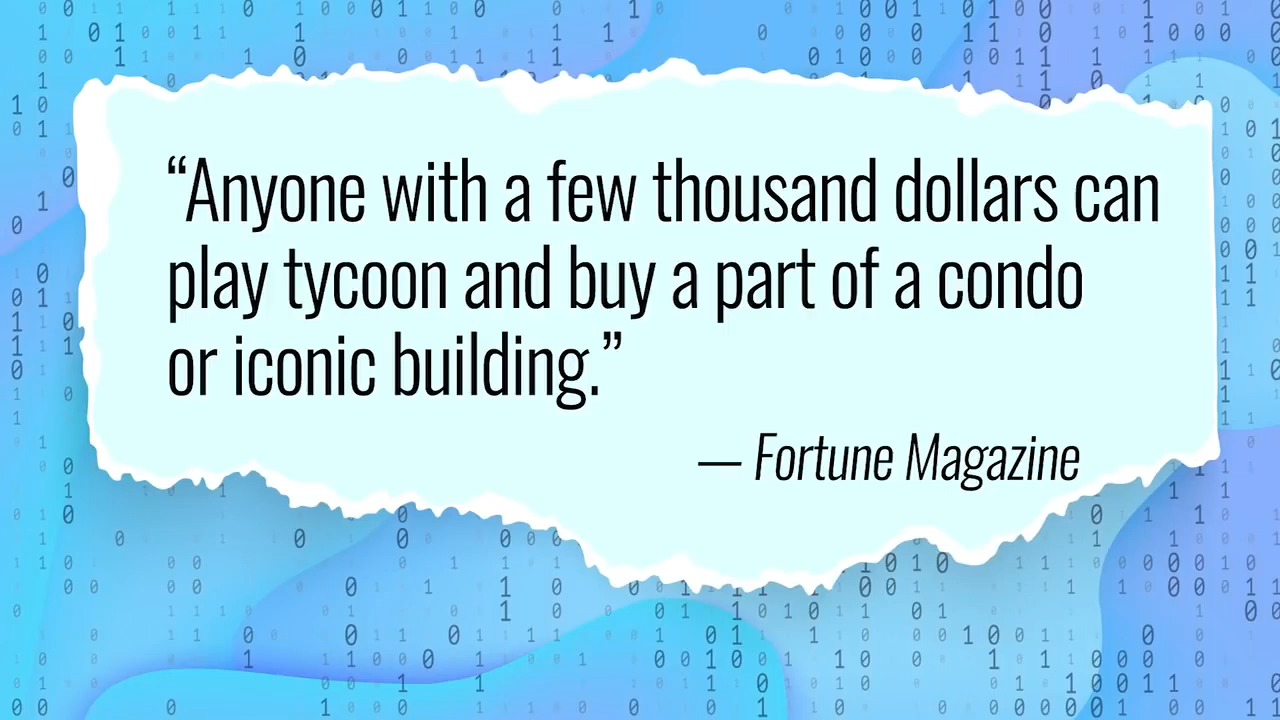 “Anyone with a few thousand dollars can
play tycoon and buy a part of a condo
or iconic building.”
— Fortune Magazine